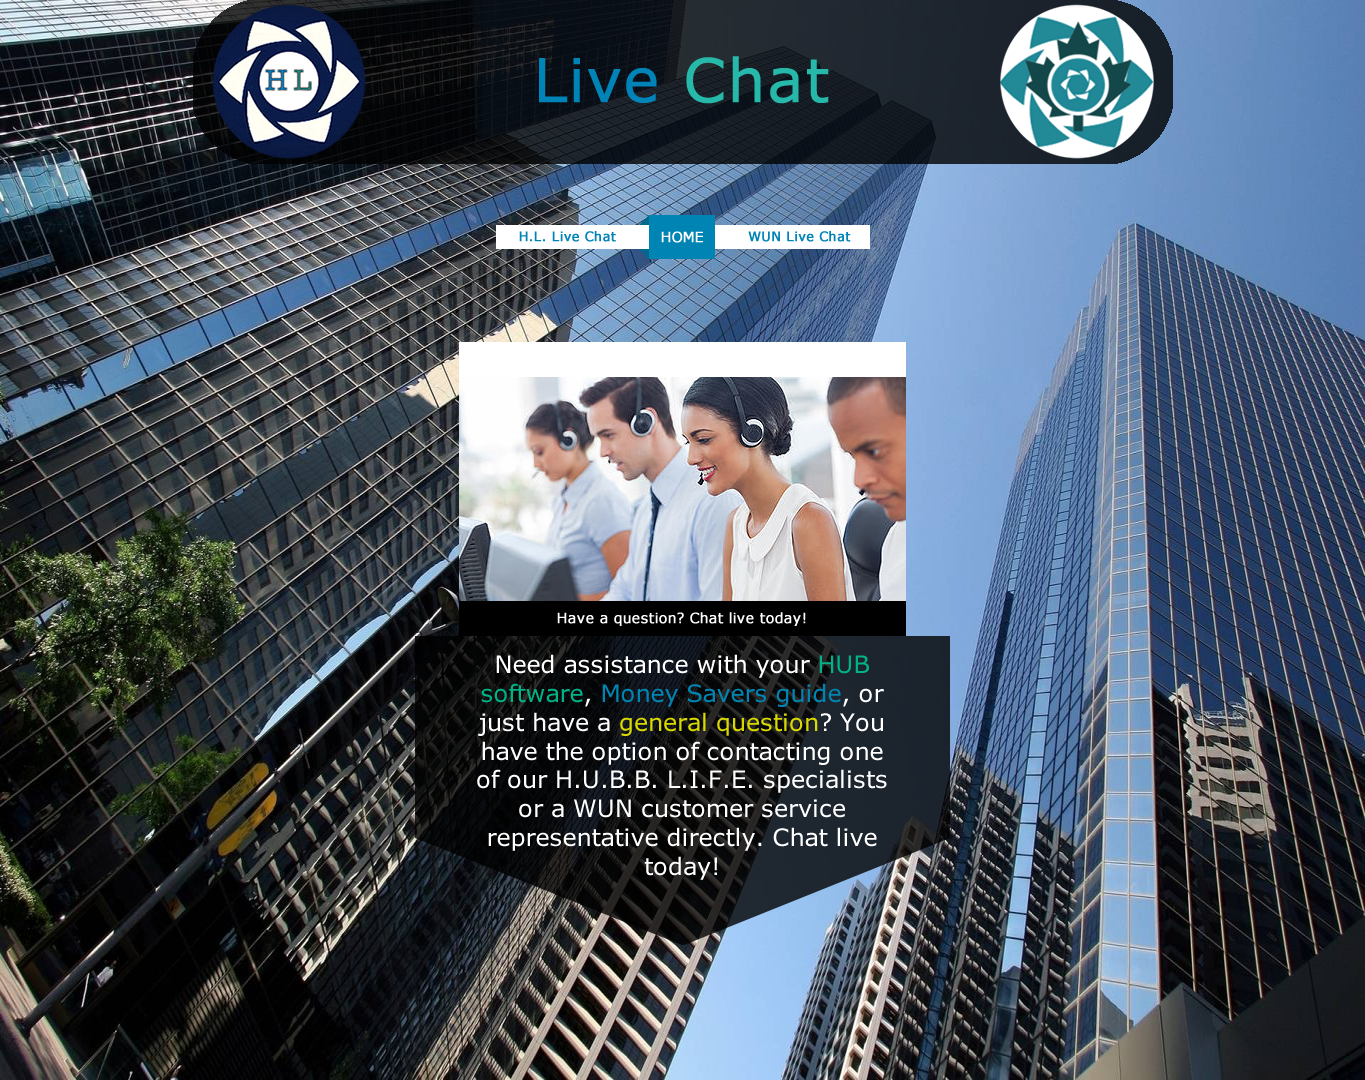 HL
Live Chat
H.L. Live Chat
HOME
WUN Live Chat
Have a question? Chat live today!
Need assistance with your HUB
software, Money Savers guide, or
just have a general question? You
have the option of contacting one
of our H.U.B.B. L.I.F.E. specialists
or a WUN customer service
representative directly. Chat live
today!